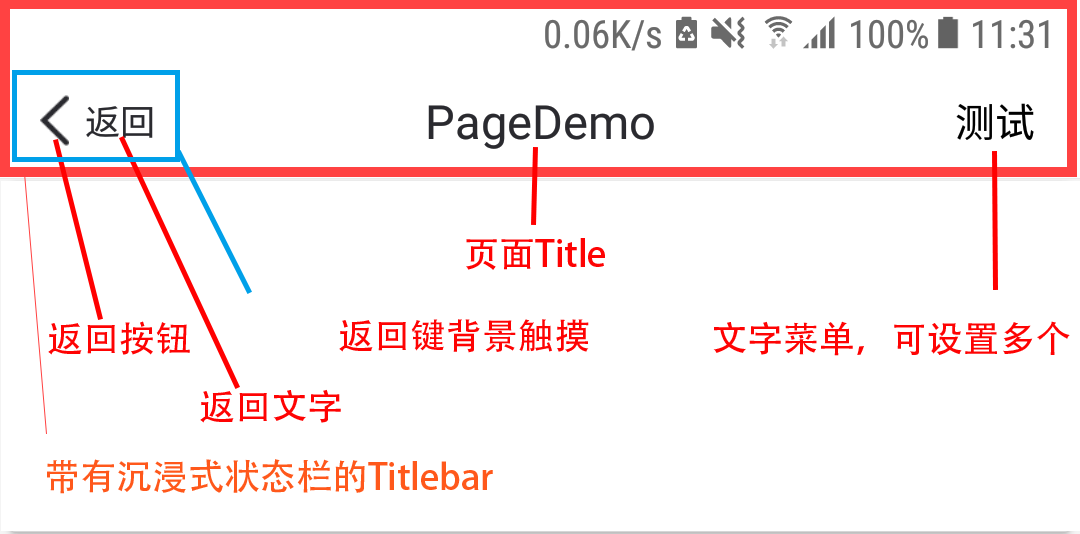 0.06K/s 100% 11:31
返回 PageDemo 测试
页面Title
返回按钮 返回键背景触摸 文字菜单，可设置多个
返回文字
带有沉浸式状态栏的Titlebar